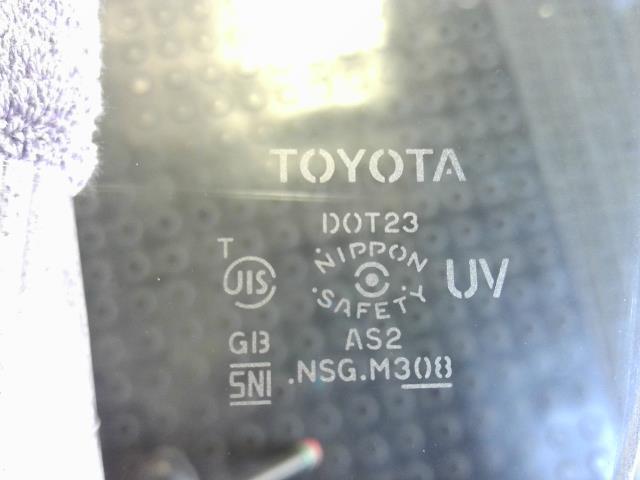 TOYOTA
DOT23
T
JIS
NIPPON
SAFETY
UV
GB
AS2
SNI
.NSG.M308